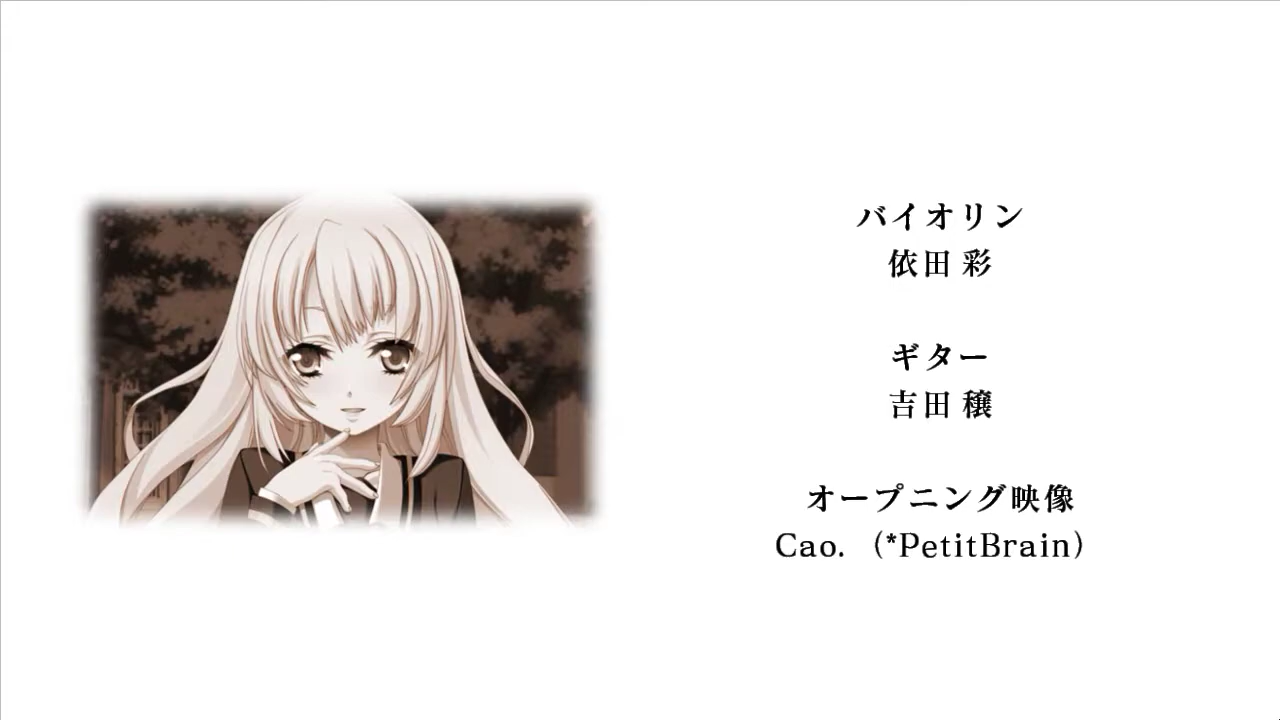 バイオリン
依田 彩
ギター
吉田 穣
オープニング映像
Cao. (*PetitBrain)